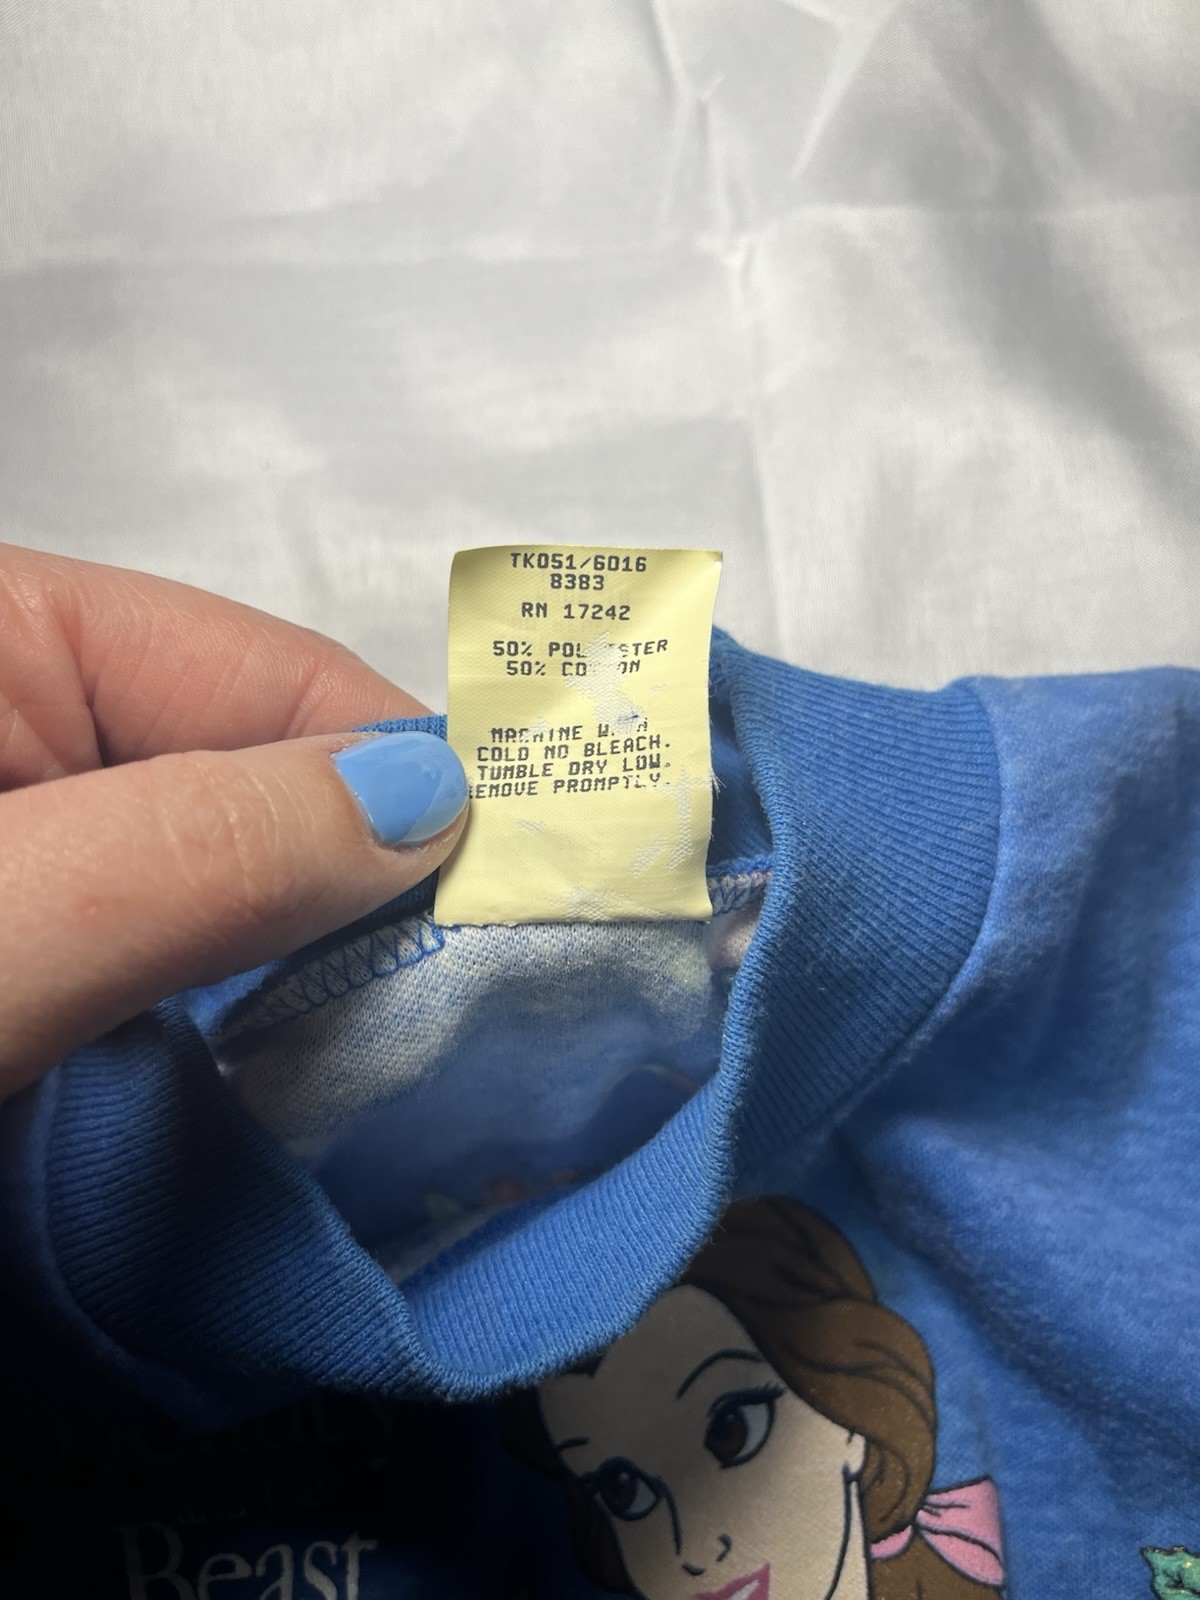 TK051/6016
8383
RN 17242
50% POLYESTER
50% COTTON
MACHINE WASH
COLD NO BLEACH.
TUMBLE DRY LOW.
REMOVE PROMPTLY.
Beauty
Beast